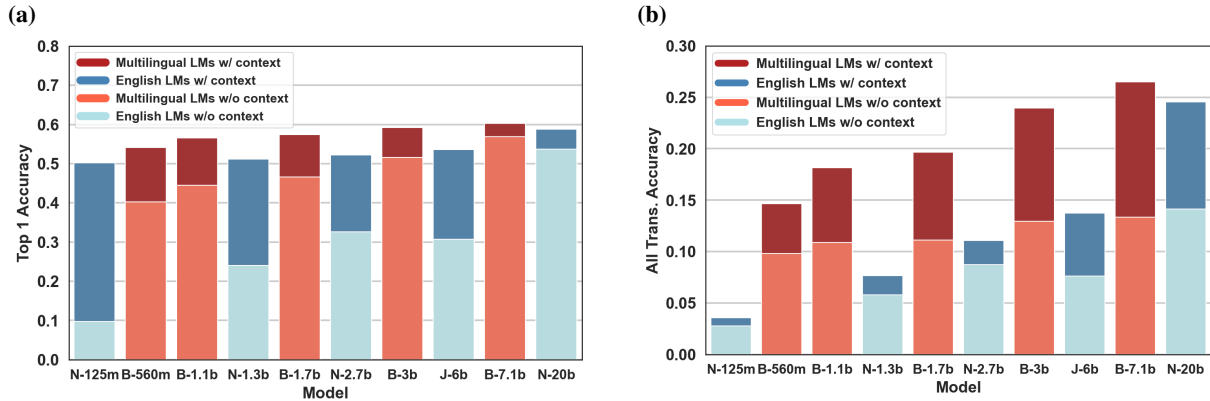 (a)
0.8
0.7
0.6
0.5
0.4
0.3
0.2
0.1
0.0
Top 1 Accuracy
Multilingual LMs w/ context
English LMs w/ context
Multilingual LMs w/o context
English LMs w/o context
N-125m B-560m B-1.1b N-1.3b B-1.7b N-2.7b B-3b J-6b B-7.1b N-20b
Model
(b)
0.30
0.25
0.20
0.15
0.10
0.05
0.00
All Trans. Accuracy
Multilingual LMs w/ context
English LMs w/ context
Multilingual LMs w/o context
English LMs w/o context
N-125m B-560m B-1.1b N-1.3b B-1.7b N-2.7b B-3b J-6b B-7.1b N-20b
Model